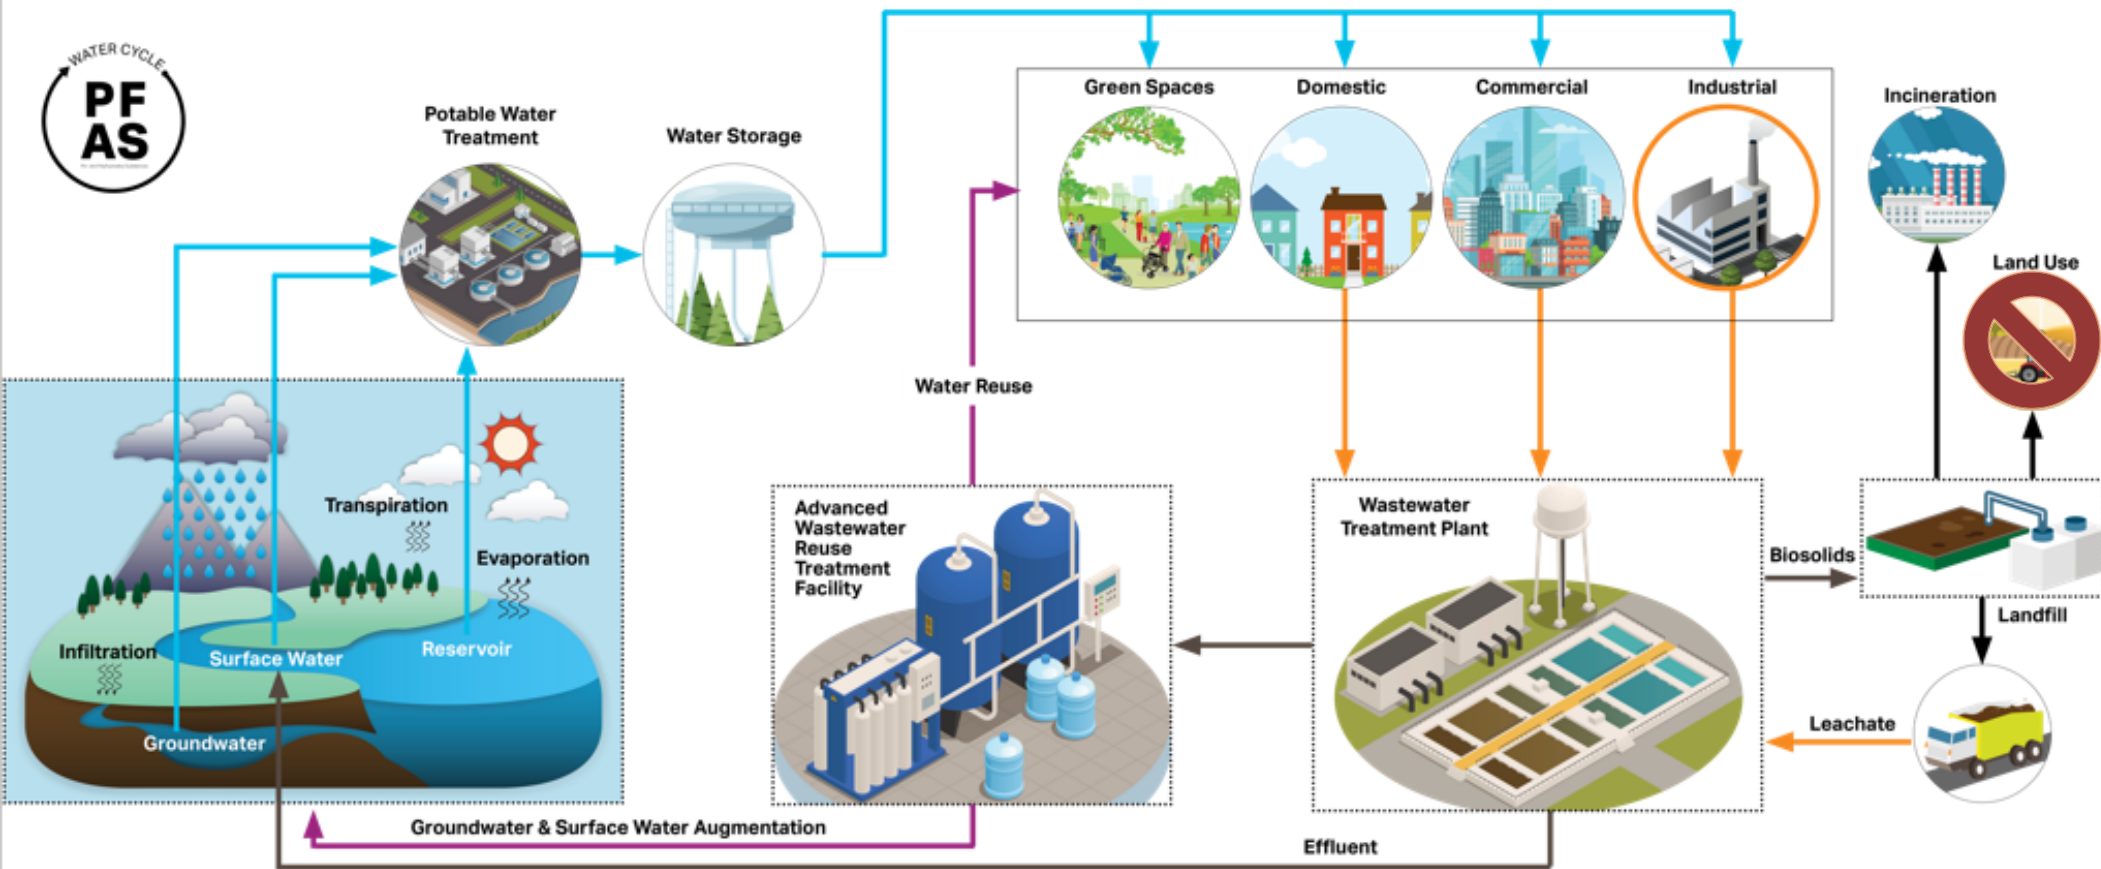 WATER CYCLE
PF
AS
Potable Water
Treatment
Water Storage
Green Spaces
Domestic
Commercial
Industrial
Incineration
Land Use
Water Reuse
Transpiration
Evaporation
Infiltration
Surface Water
Reservoir
Groundwater
Advanced
Wastewater
Reuse
Treatment
Facility
Wastewater
Treatment Plant
Biosolids
Landfill
Leachate
Groundwater & Surface Water Augmentation
Effluent